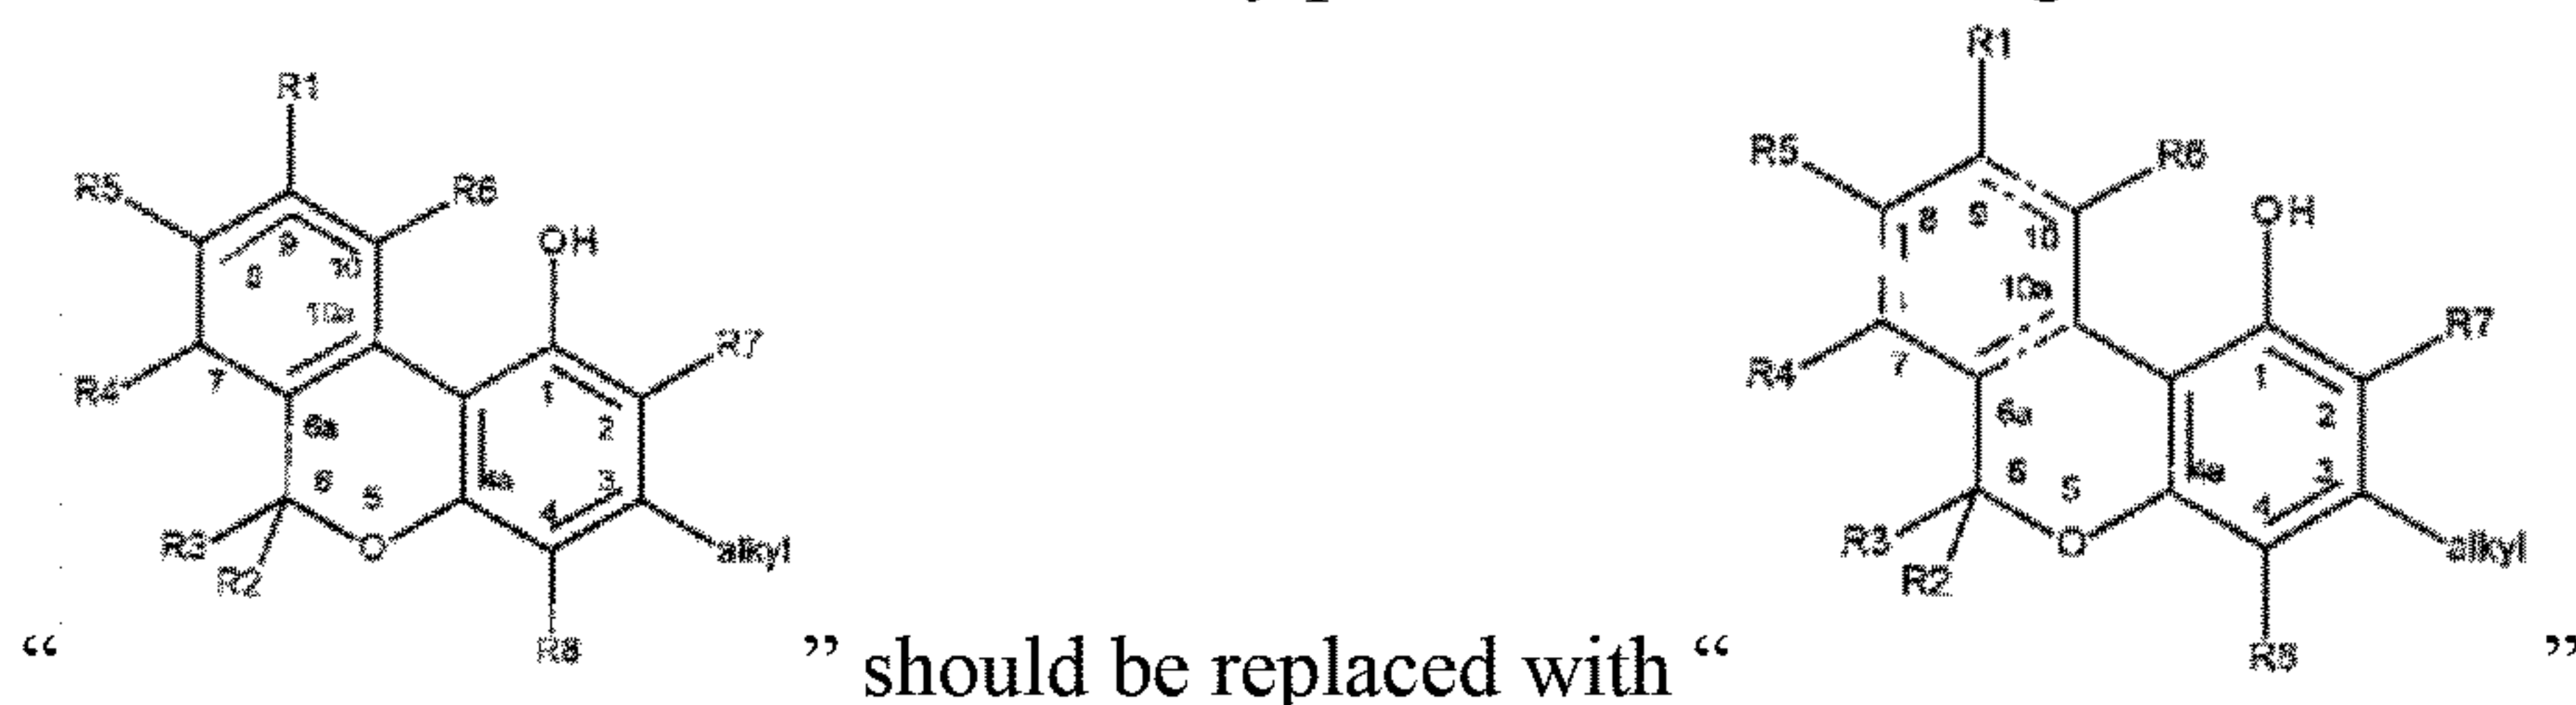 R1
R5
R6
9
8
10
OH
10a
R7
R4
7
1
6a
2
6
5
4a
3
4
R3
O
alkyl
R2
R8
R1
R5
R6
8
9
10
OH
10a
R7
R4
7
1
6a
2
6
5
4a
3
4
R3
O
alkyl
R2
R8
“ ” should be replaced with “ ”